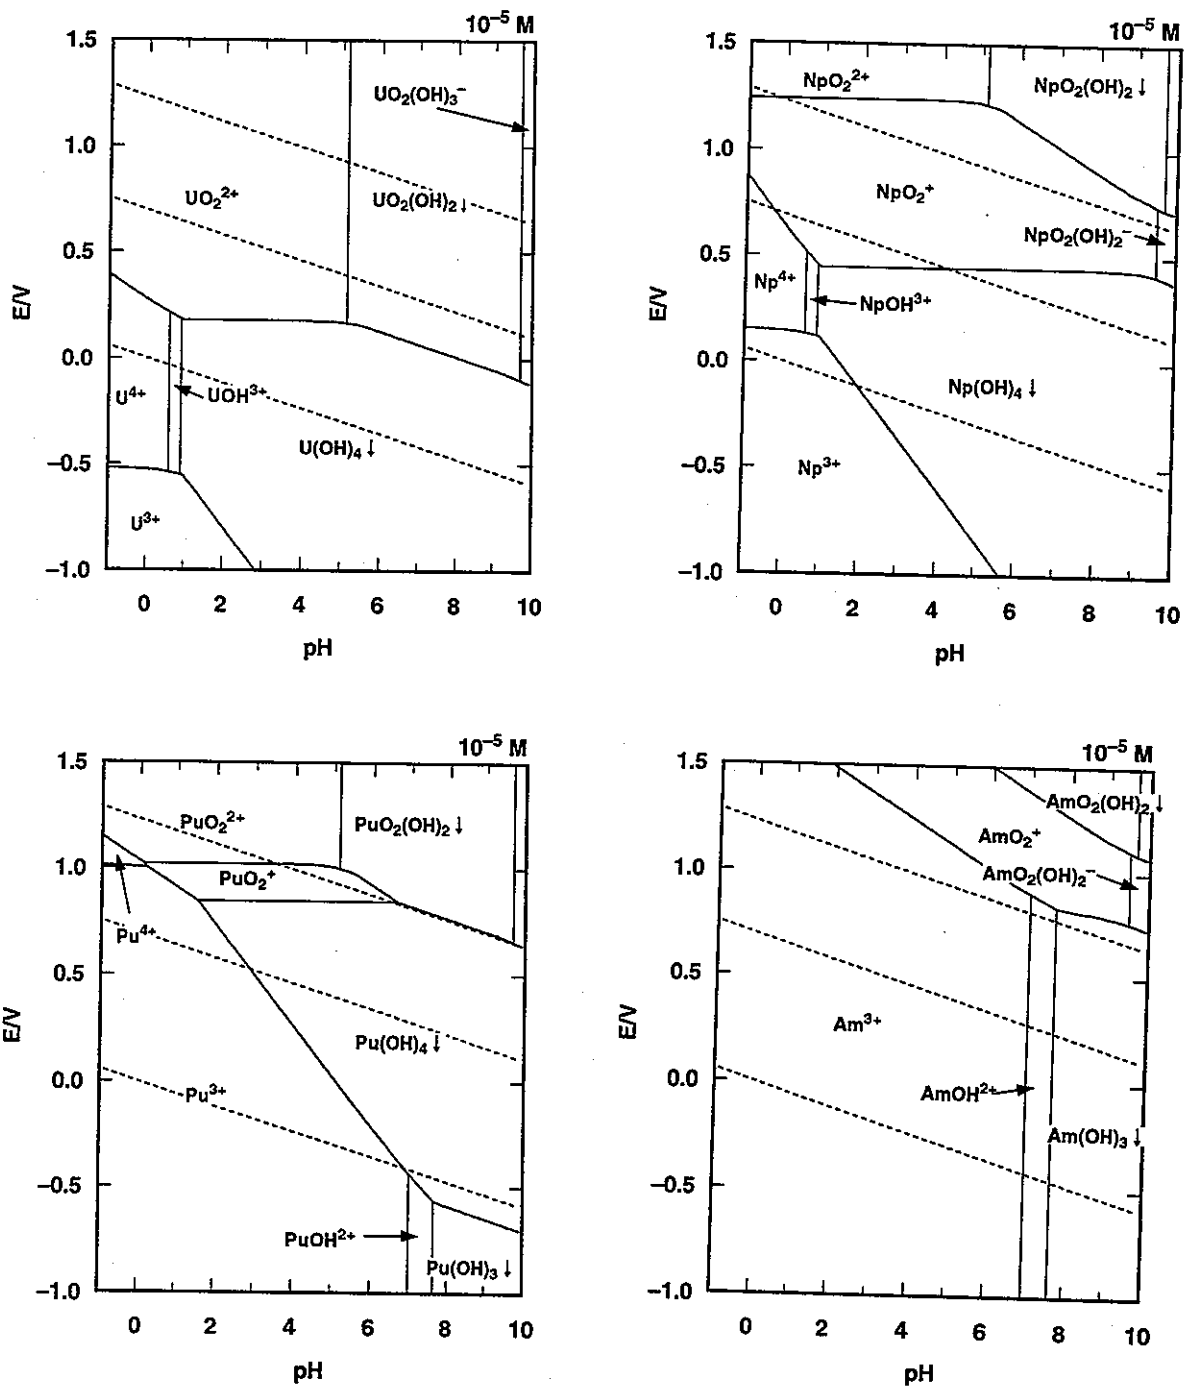 10⁻⁵ M
1.5
1.0
0.5
0.0
−0.5
−1.0
E/V
UO₂(OH)₃⁻
UO₂²⁺
UO₂(OH)₂↓
U⁴⁺
UOH³⁺
U(OH)₄↓
U³⁺
0 2 4 6 8 10
pH
10⁻⁵ M
1.5
1.0
0.5
0.0
−0.5
−1.0
E/V
NpO₂²⁺
NpO₂(OH)₂↓
NpO₂⁺
NpO₂(OH)₂⁻
Np⁴⁺
NpOH³⁺
Np(OH)₄↓
Np³⁺
0 2 4 6 8 10
pH
10⁻⁵ M
1.5
1.0
0.5
0.0
−0.5
−1.0
E/V
PuO₂²⁺
PuO₂(OH)₂↓
PuO₂⁺
Pu⁴⁺
Pu(OH)₄↓
Pu³⁺
PuOH²⁺
Pu(OH)₃↓
0 2 4 6 8 10
pH
10⁻⁵ M
1.5
1.0
0.5
0.0
−0.5
−1.0
E/V
AmO₂(OH)₂↓
AmO₂⁺
AmO₂(OH)₂⁻
Am³⁺
AmOH²⁺
Am(OH)₃↓
0 2 4 6 8 10
pH